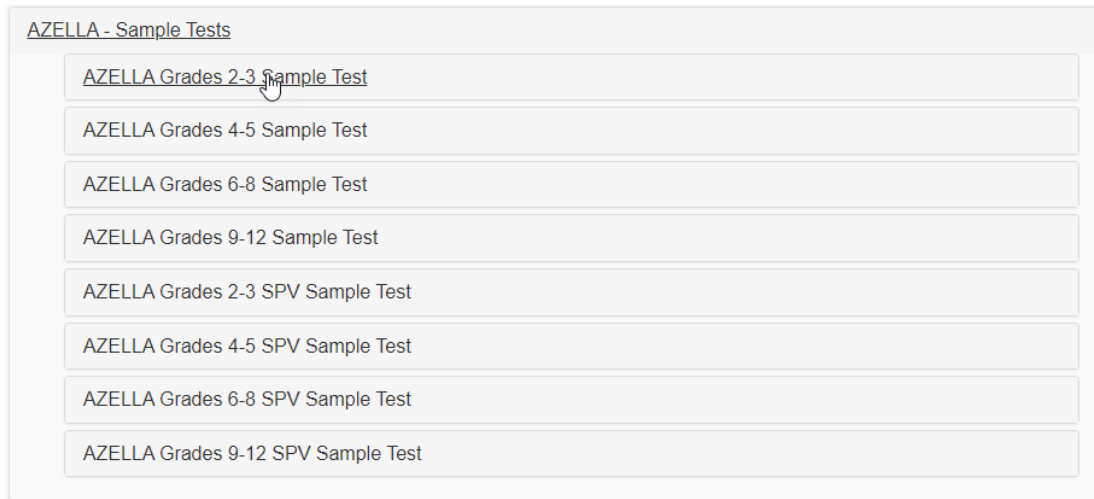 AZELLA - Sample Tests
AZELLA Grades 2-3 Sample Test
AZELLA Grades 4-5 Sample Test
AZELLA Grades 6-8 Sample Test
AZELLA Grades 9-12 Sample Test
AZELLA Grades 2-3 SPV Sample Test
AZELLA Grades 4-5 SPV Sample Test
AZELLA Grades 6-8 SPV Sample Test
AZELLA Grades 9-12 SPV Sample Test